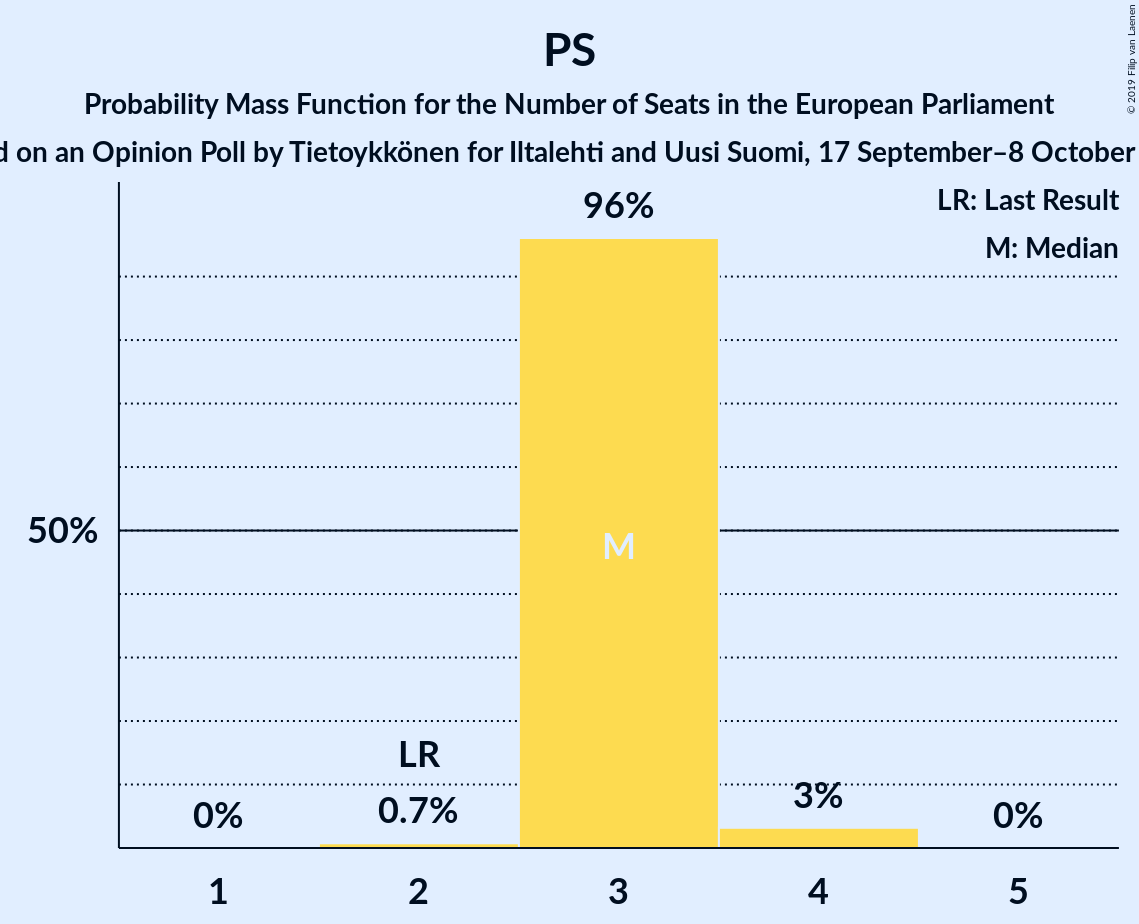 PS
Probability Mass Function for the Number of Seats in the European Parliament
on an Opinion Poll by Tietoykkönen for Iltalehti and Uusi Suomi, 17 September–8 October
© 2019 Filip van Laenen
LR: Last Result
M: Median
96%
50%
M
LR
0%
0.7%
3%
0%
1
2
3
4
5